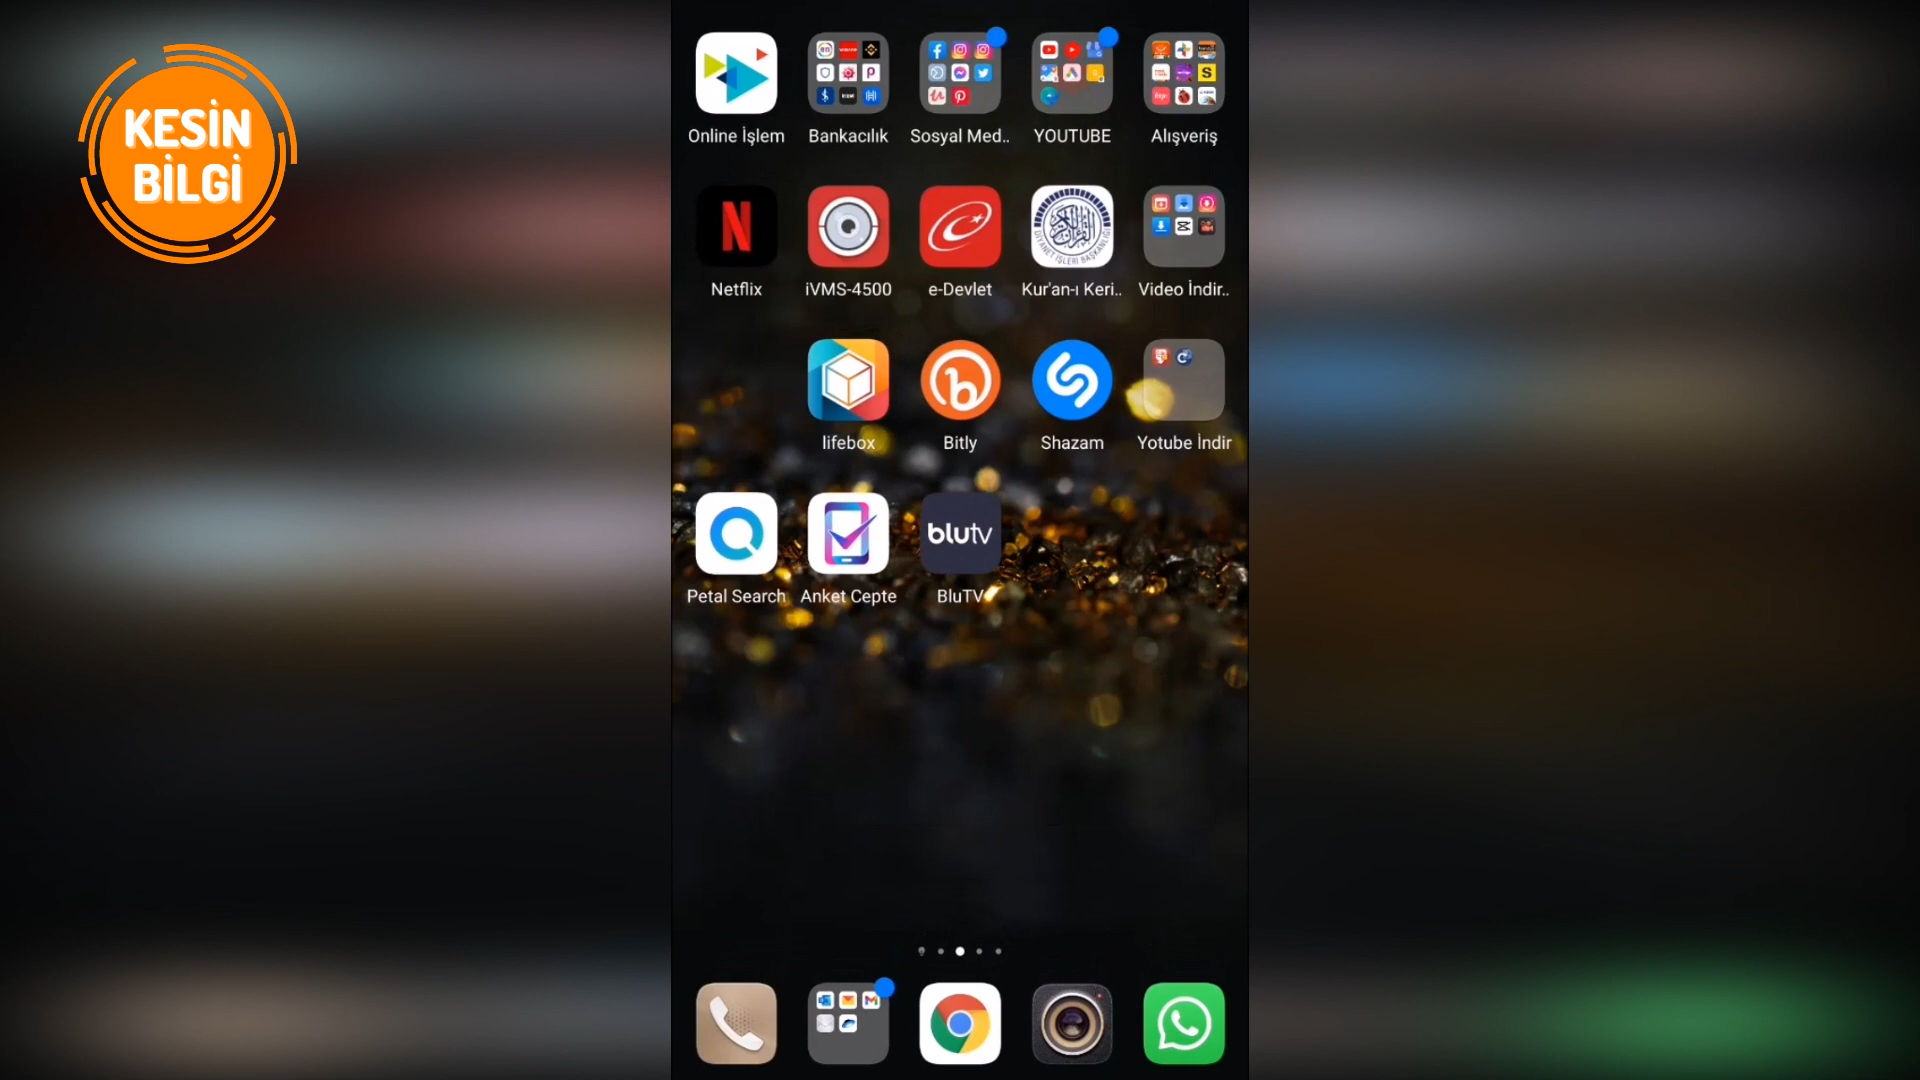 KESİN
BİLGİ
Online İşlem
Bankacılık
Sosyal Med..
YOUTUBE
Alışveriş
Netflix
iVMS-4500
e-Devlet
Kur'an-ı Keri..
Video İndir..
lifebox
Bitly
Shazam
Yotube İndir
blutv
Petal Search
Anket Cepte
BluTV